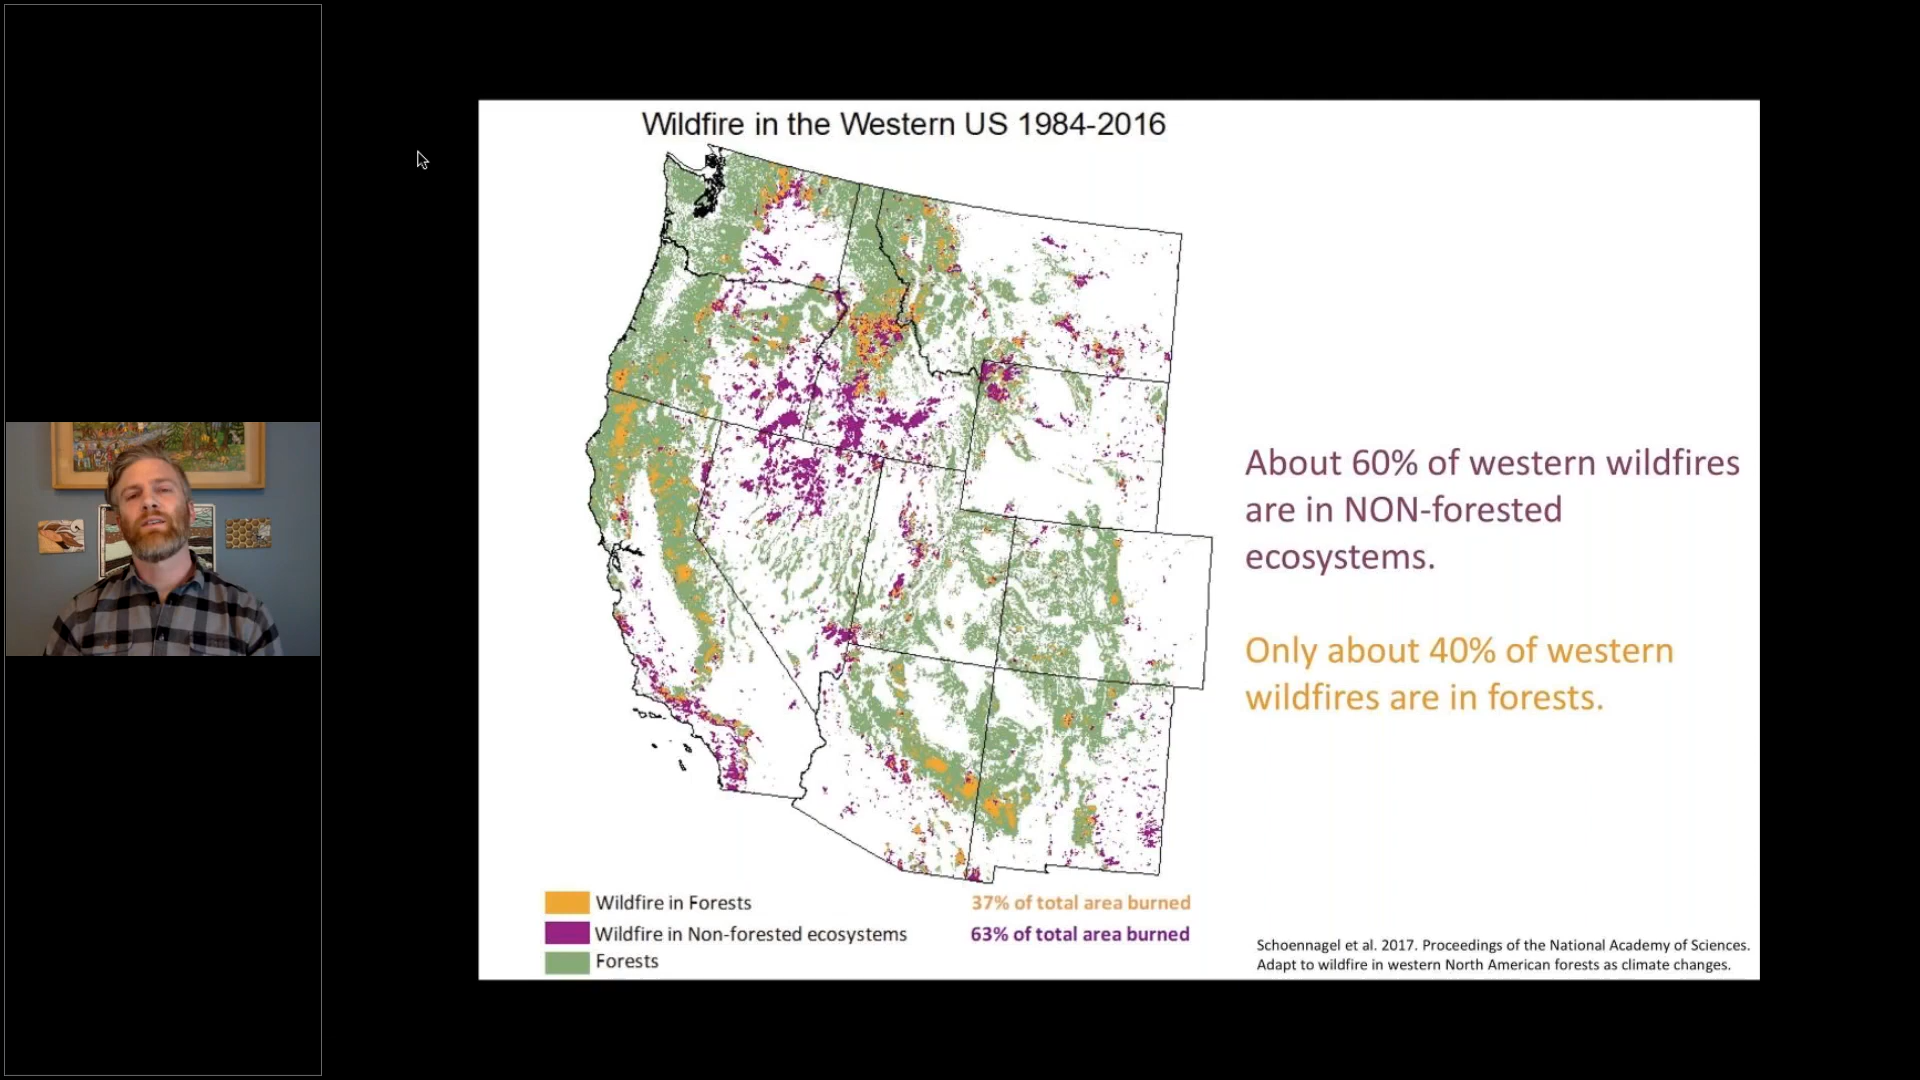 Wildfire in the Western US 1984-2016
About 60% of western wildfires
are in NON-forested
ecosystems.
Only about 40% of western
wildfires are in forests.
Wildfire in Forests 37% of total area burned
Wildfire in Non-forested ecosystems 63% of total area burned
Forests
Schoennagel et al. 2017. Proceedings of the National Academy of Sciences.
Adapt to wildfire in western North American forests as climate changes.